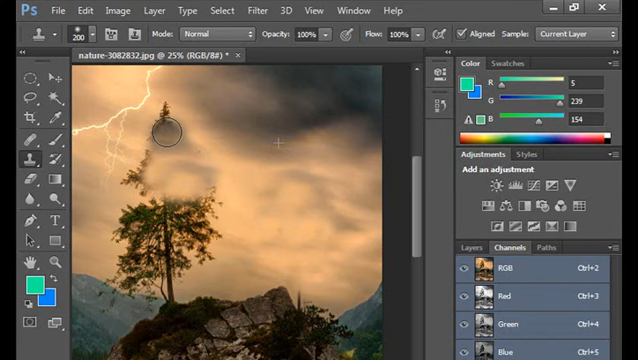 Ps File Edit Image Layer Type Select Filter 3D View Window Help
200 Mode: Normal Opacity: 100% Flow: 100% Aligned Sample: Current Layer
nature-3082832.jpg @ 25% (RGB/8#) * ×
Color Swatches
R 5
G 239
B 154
Adjustments Styles
Add an adjustment
Layers Channels Paths
RGB Ctrl+2
Red Ctrl+3
Green Ctrl+4
Blue Ctrl+5
T